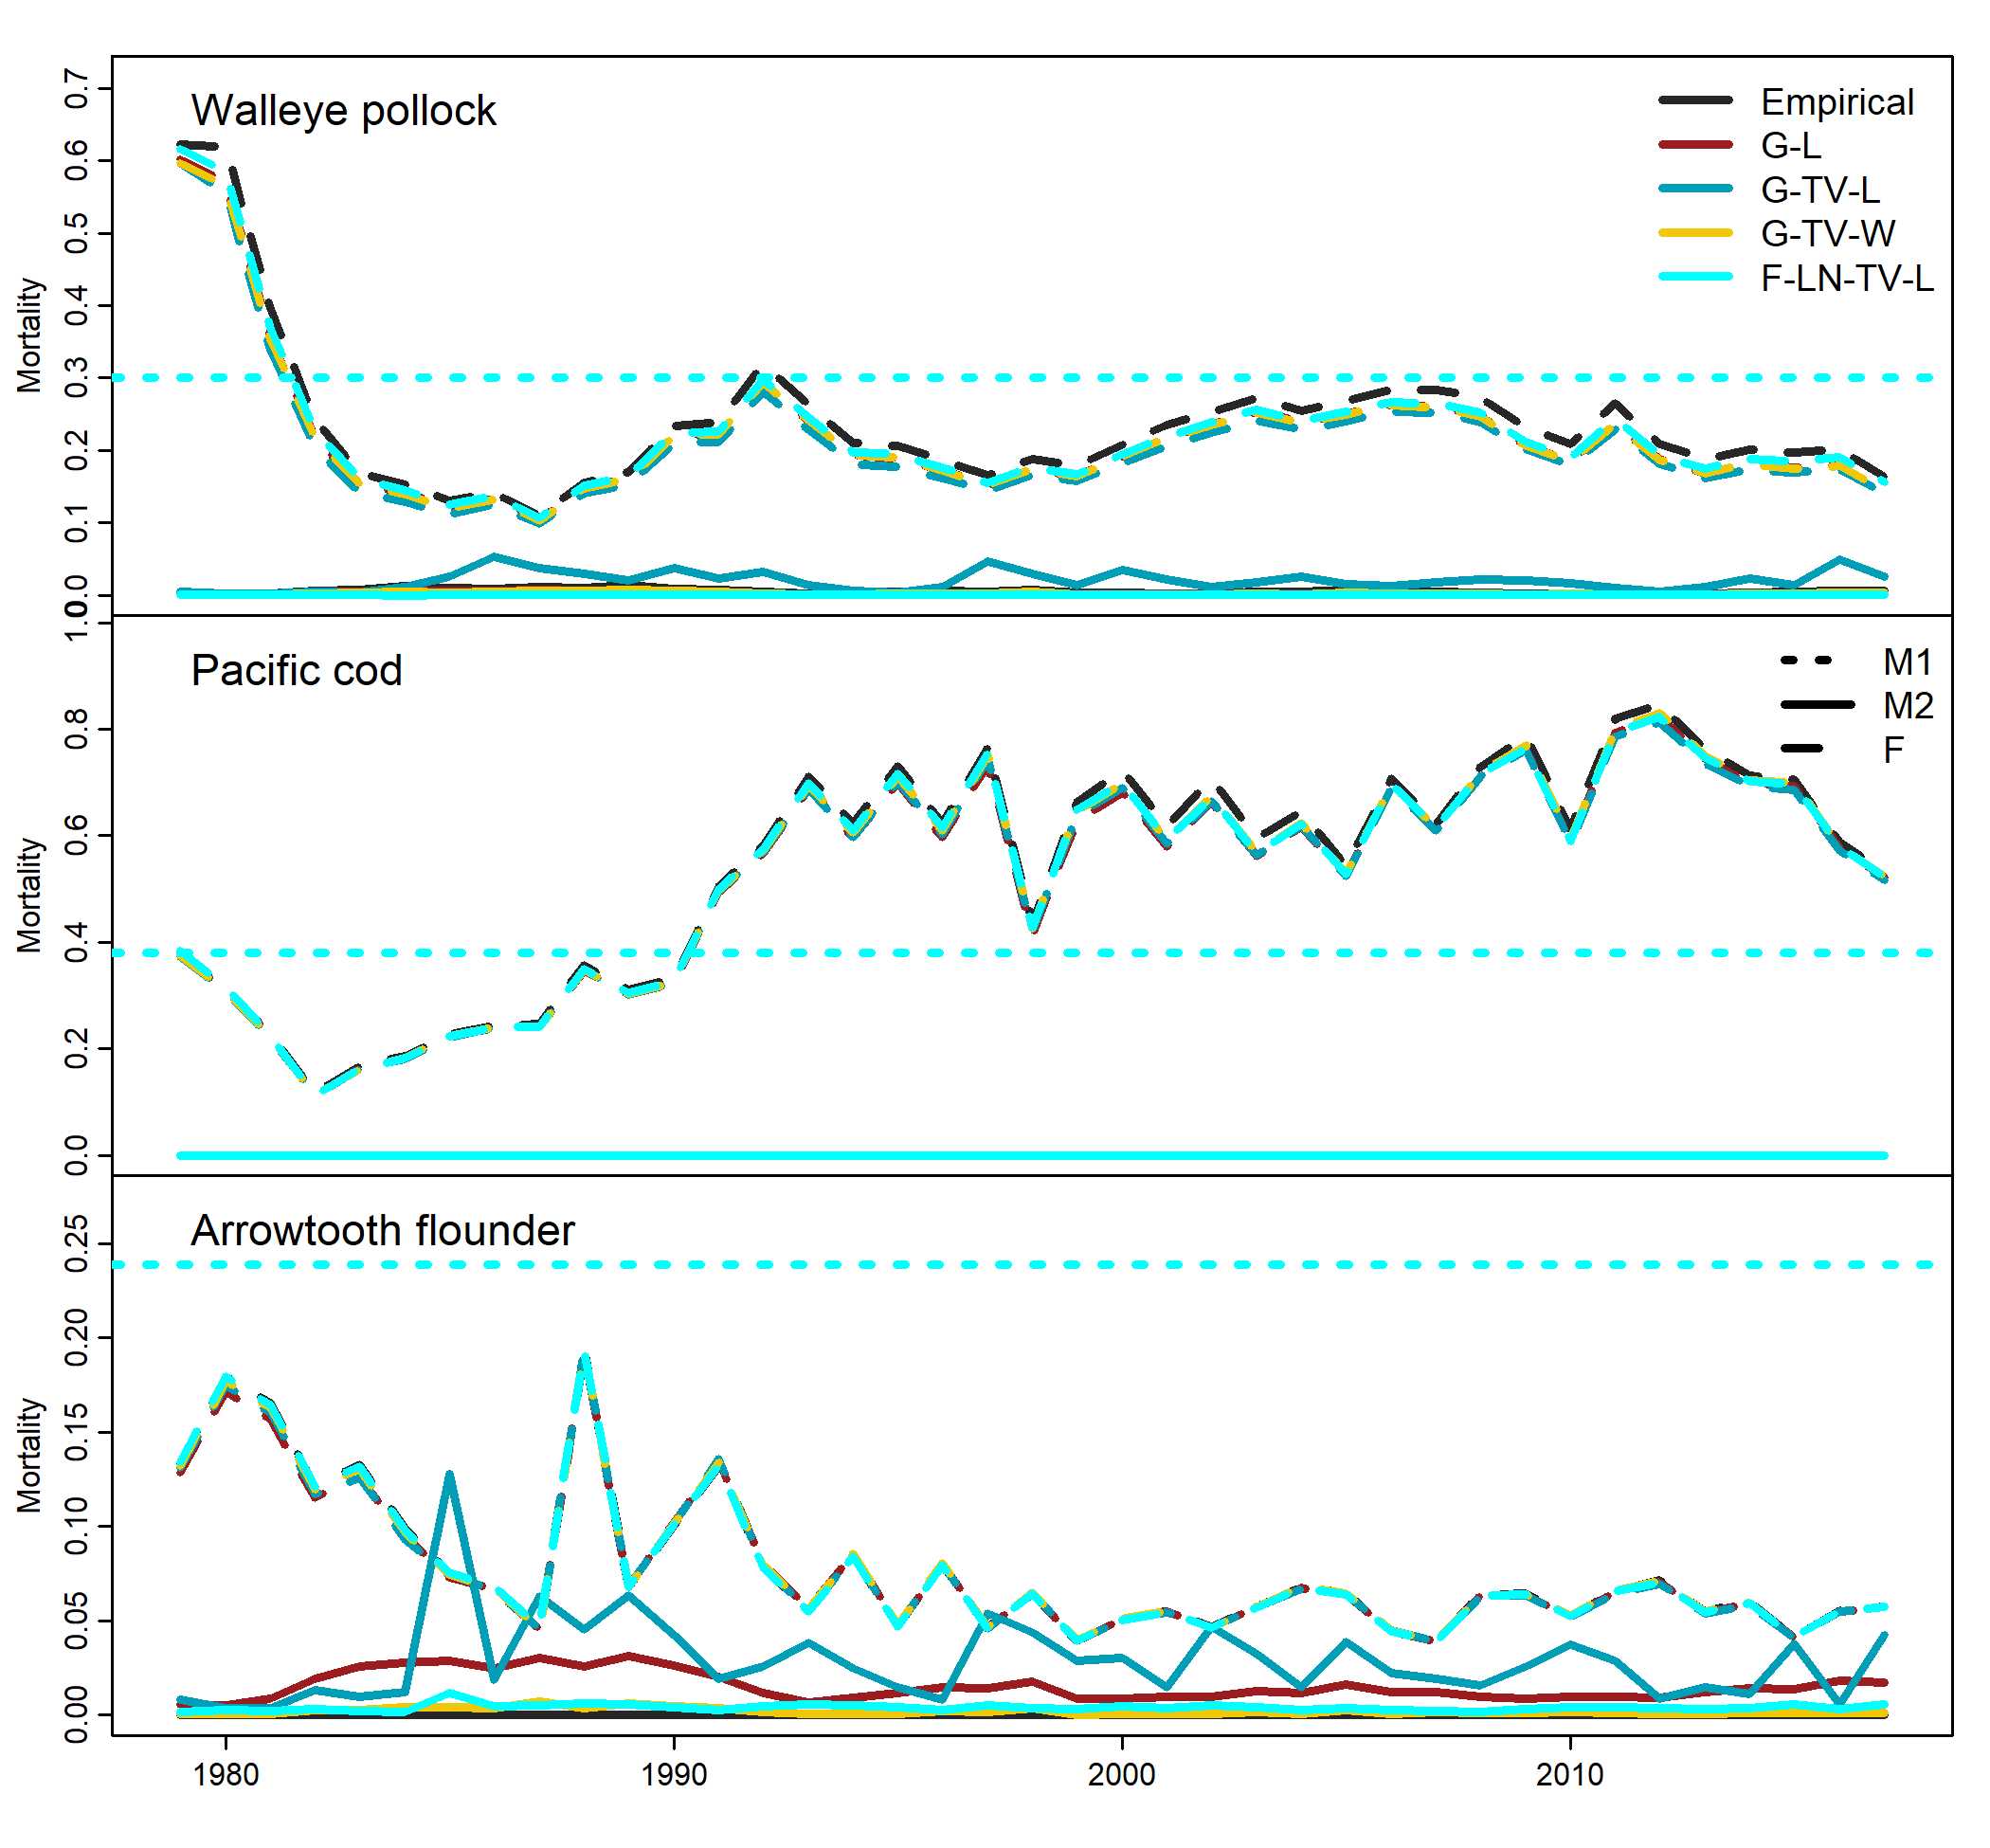 Walleye pollock
Empirical
G-L
G-TV-L
G-TV-W
F-LN-TV-L
Mortality
0.7
0.6
0.5
0.4
0.3
0.2
0.1
0.0
Pacific cod
M1
M2
F
Mortality
1.0
0.8
0.6
0.4
0.2
0.0
Arrowtooth flounder
Mortality
0.25
0.20
0.15
0.10
0.05
0.00
1980 1990 2000 2010